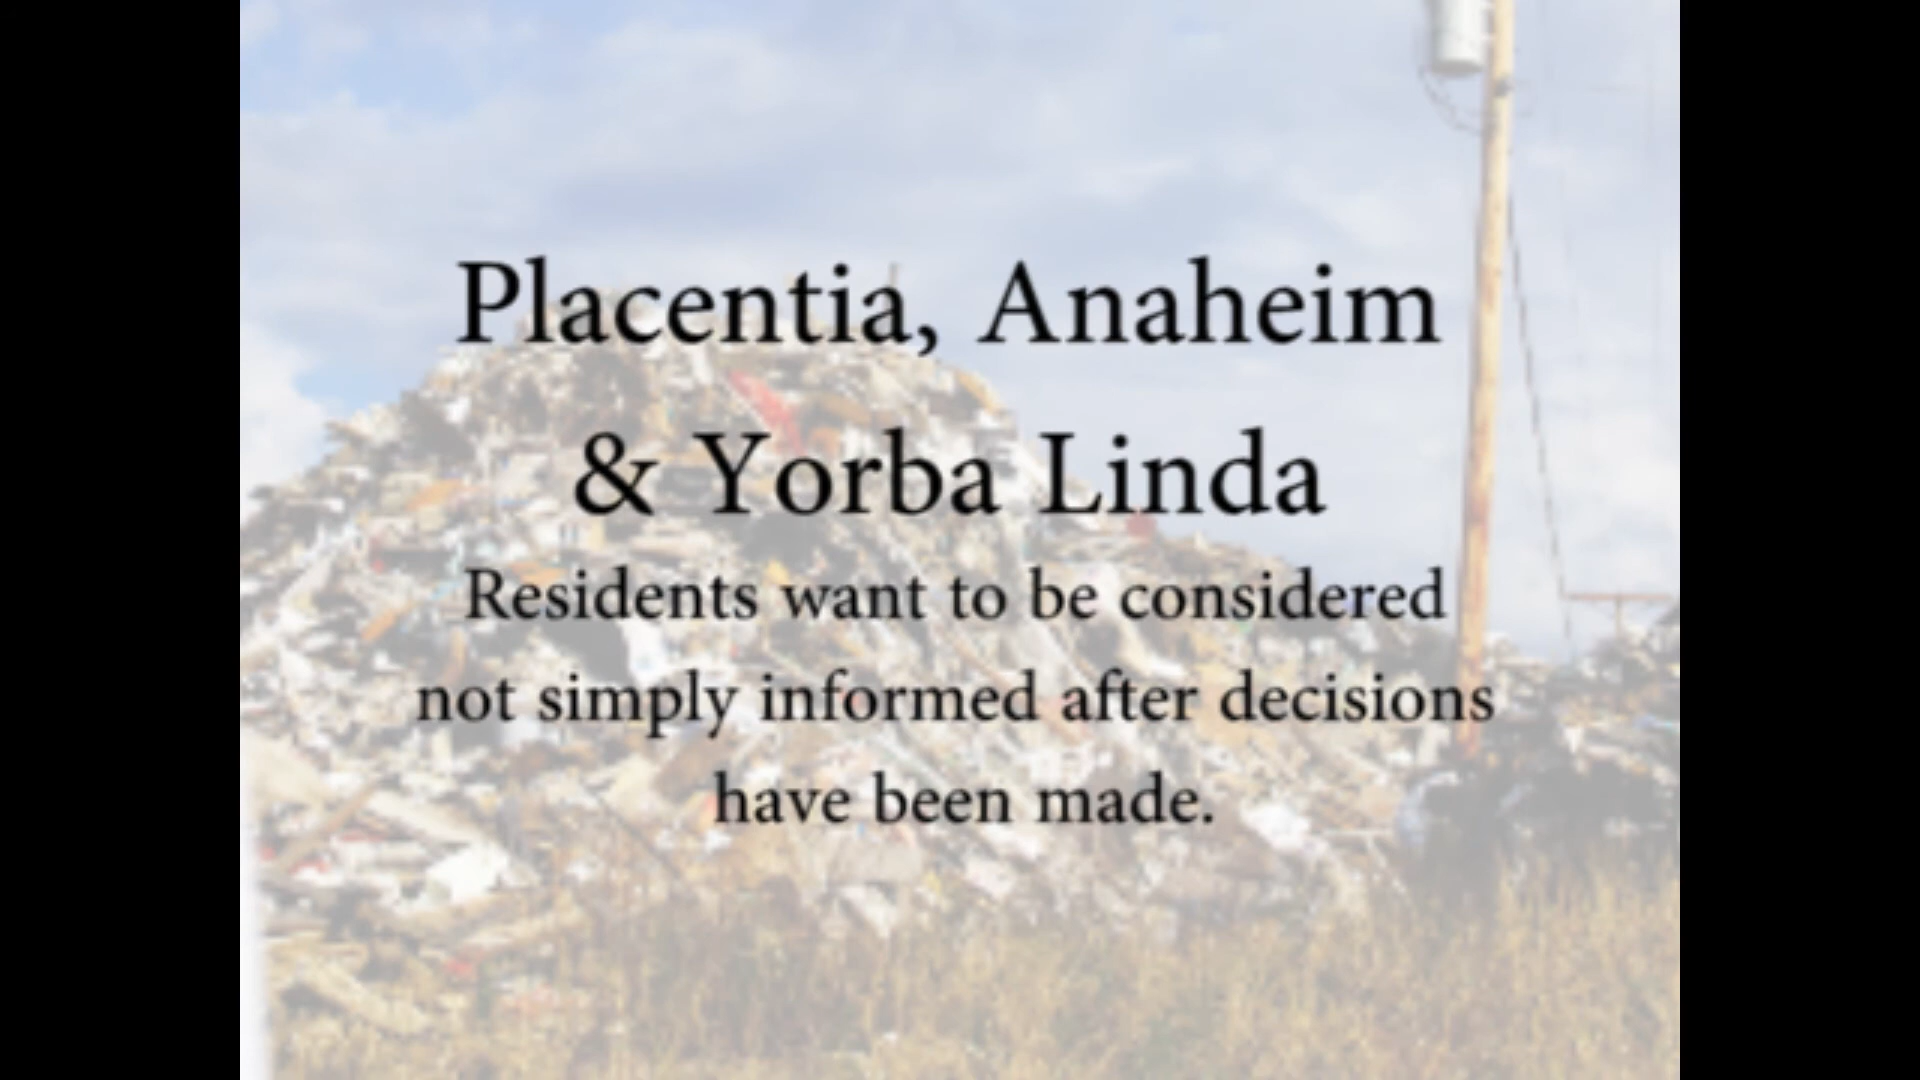 Placentia, Anaheim
& Yorba Linda
Residents want to be considered
not simply informed after decisions
have been made.